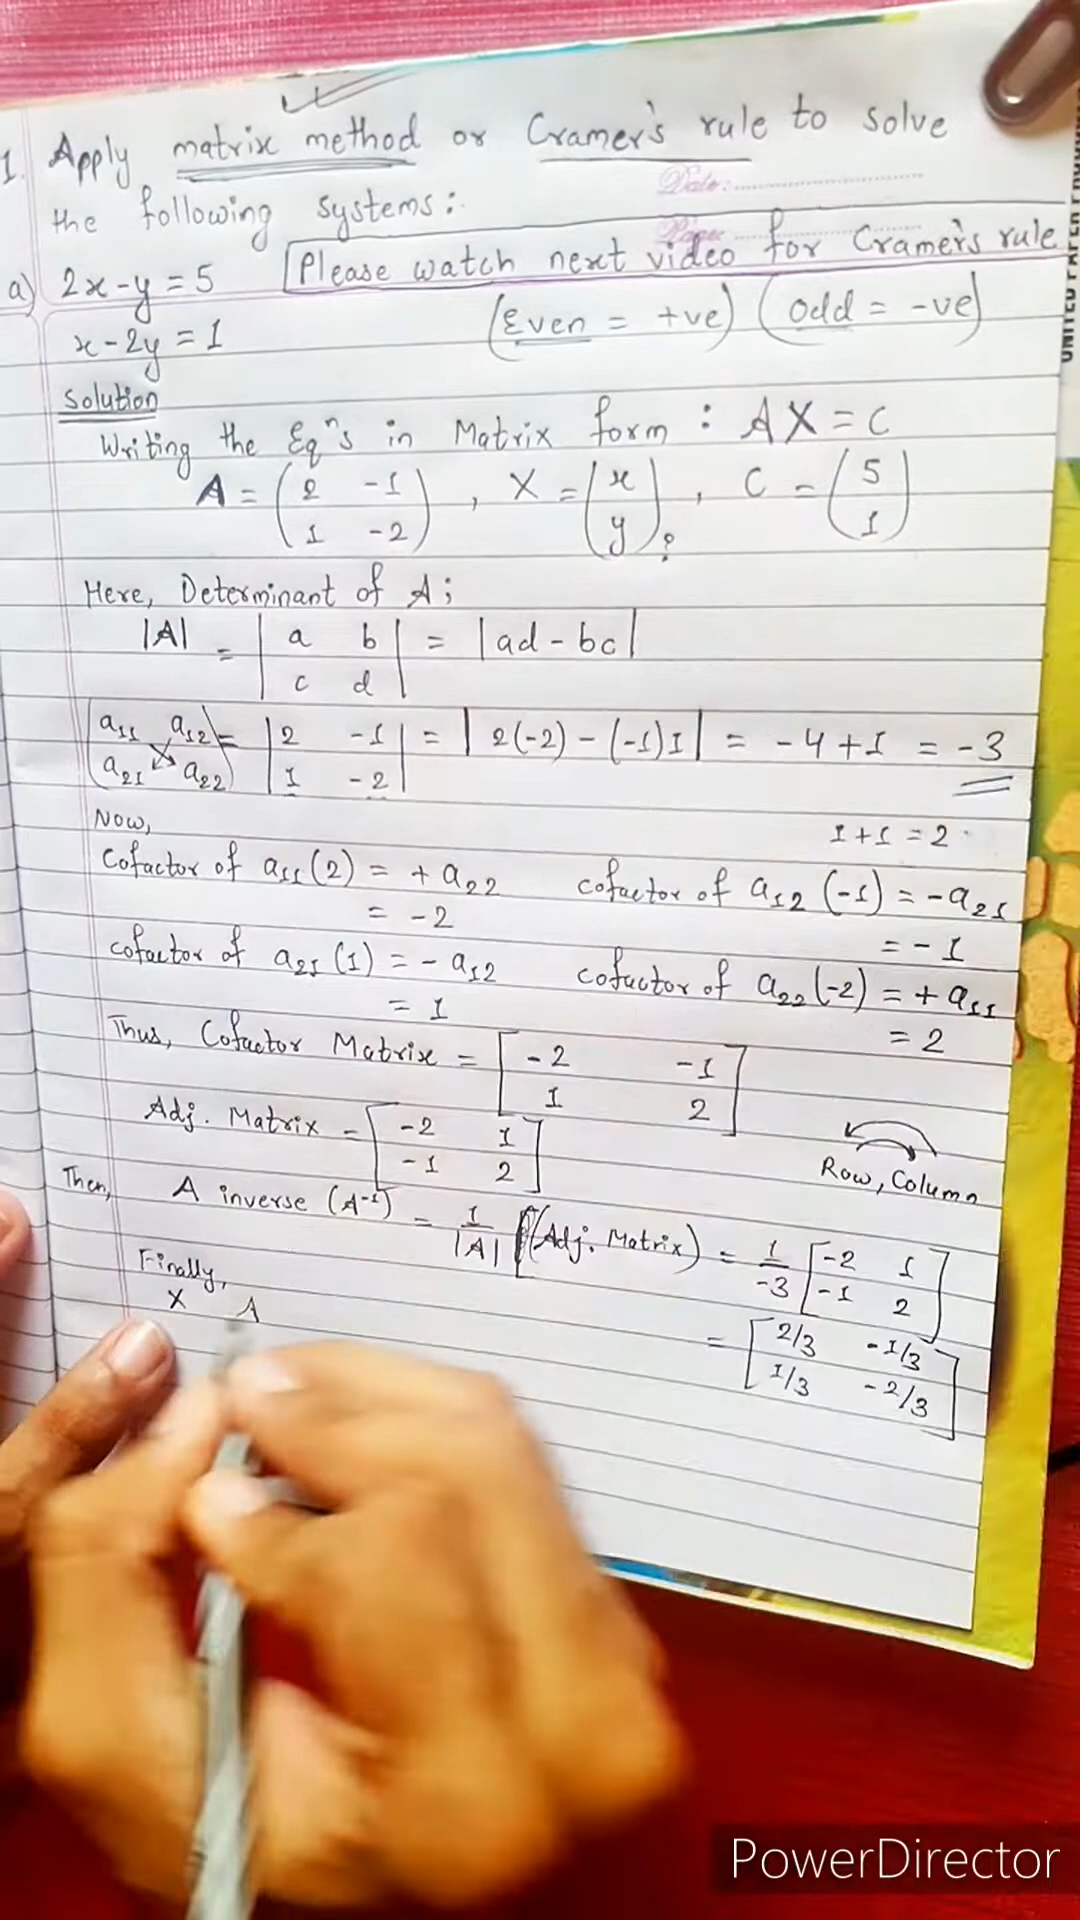 1. Apply matrix method or Cramer's rule to solve
Date:
the following systems:
Page:
Please watch next video for Cramer's rule
a) 2x-y = 5
(Even = +ve) (Odd = -ve)
x-2y = 1
Solution
Writing the Eqⁿs in Matrix form : AX = C
A = ( 2 -1 ) , X = ( x ) , C = ( 5 )
( 1 -2 ) ( y ) ? ( 1 )
Here, Determinant of A;
|A| = | a b | = |ad - bc|
| c d |
( a11 a12 ) = | 2 -1 | = | 2(-2) - (-1)1 | = -4+1 = -3
( a21 a22 ) | 1 -2 |
Now,
1+1 = 2
Cofactor of a11 (2) = + a22 cofactor of a12 (-1) = -a21
= -2 = -1
cofactor of a21 (1) = - a12 cofactor of a22 (-2) = + a11
= 1 = 2
Thus, Cofactor Matrix = [ -2 -1 ]
[ 1 2 ]
Adj. Matrix = [ -2 1 ]
[ -1 2 ]
Row, Column
Then, A inverse (A⁻¹) = 1/|A| (Adj. Matrix) = 1/-3 [ -2 1 ]
[ -1 2 ]
Finally,
X A
= [ 2/3 -1/3 ]
[ 1/3 -2/3 ]
PowerDirector